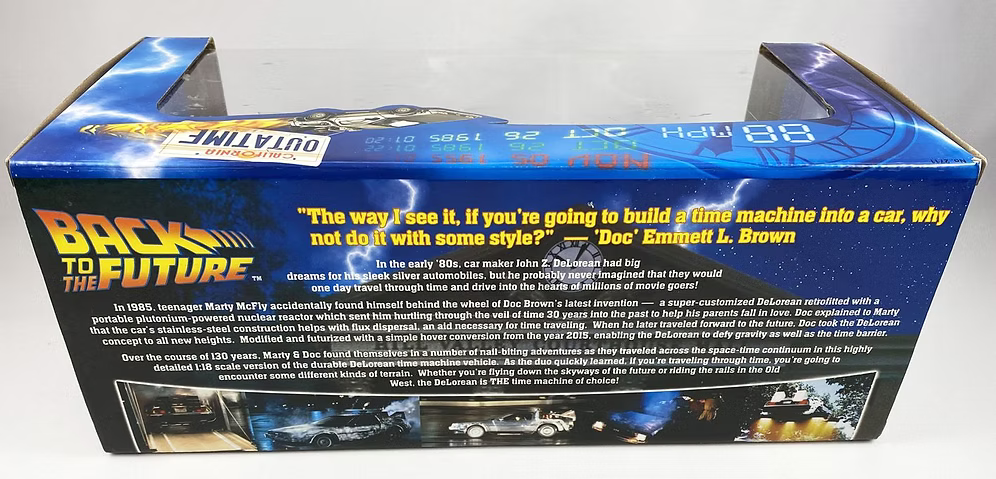 88 MPH
OCT 26 1985 01:20
OCT 26 1985 01:22
NOV 05 1955
CALIFORNIA
OUTATIME
No. 2711
BACK TO THE FUTURE™
"The way I see it, if you're going to build a time machine into a car, why
not do it with some style?" — 'Doc' Emmett L. Brown
In the early '80s, car maker John Z. DeLorean had big
dreams for his sleek silver automobiles, but he probably never imagined that they would
one day travel through time and drive into the hearts of millions of movie goers!
In 1985, teenager Marty McFly accidentally found himself behind the wheel of Doc Brown's latest invention — a super-customized DeLorean retrofitted with a
portable plutonium-powered nuclear reactor which sent him hurtling through the veil of time 30 years into the past to help his parents fall in love. Doc explained to Marty
that the car's stainless-steel construction helps with flux dispersal, an aid necessary for time traveling. When he later traveled forward to the future, Doc took the DeLorean
concept to all new heights. Modified and futurized with a simple hover conversion from the year 2015, enabling the DeLorean to defy gravity as well as the time barrier.
Over the course of 130 years, Marty & Doc found themselves in a number of nail-biting adventures as they traveled across the space-time continuum in this highly
detailed 1:18 scale version of the durable DeLorean time machine vehicle. As the duo quickly learned, if you're traveling through time, you're going to
encounter some different kinds of terrain. Whether you're flying down the skyways of the future or riding the rails in the Old
West, the DeLorean is THE time machine of choice!